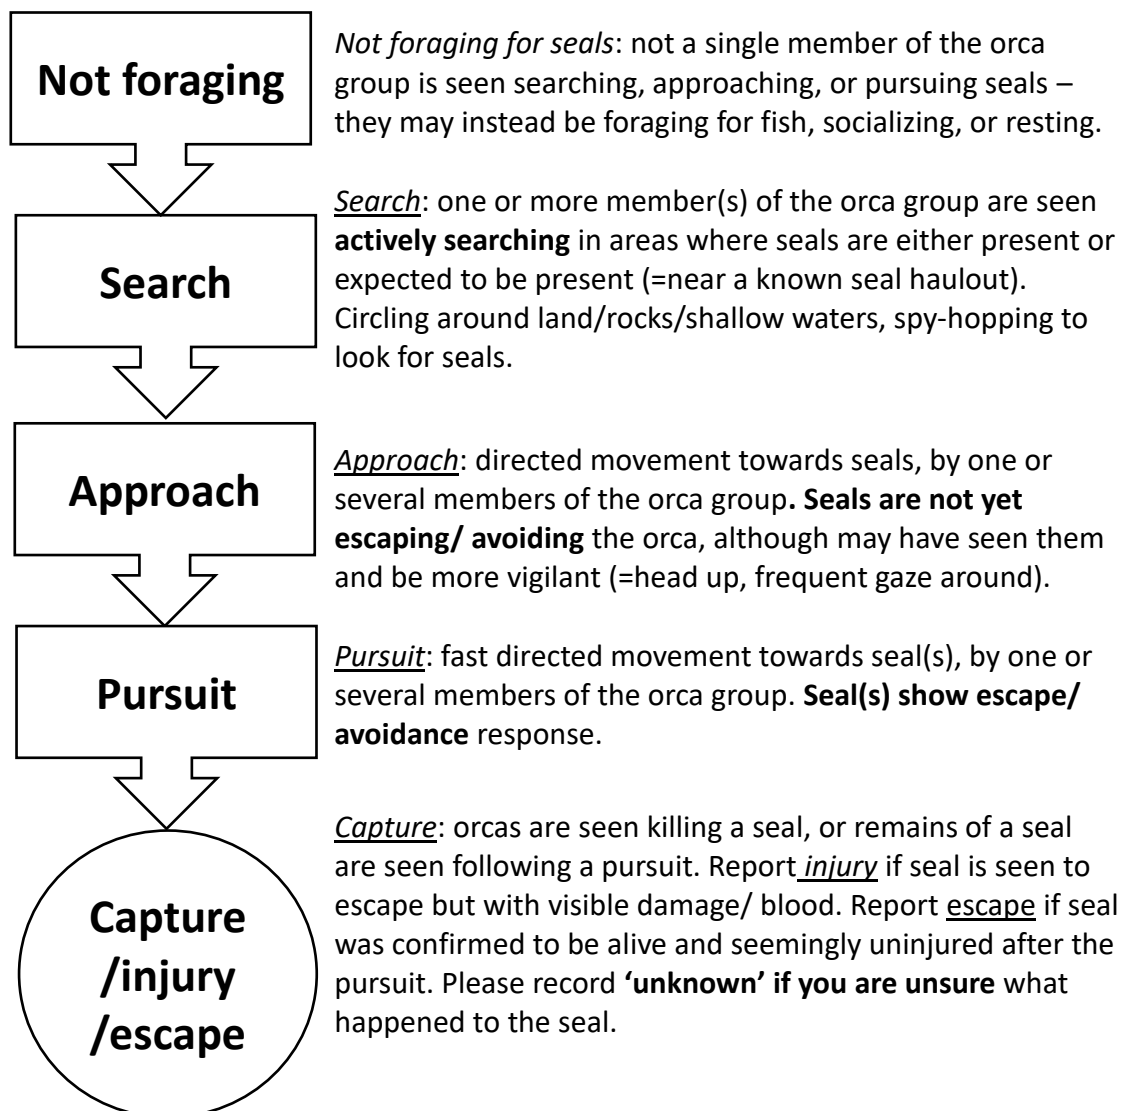 Not foraging
Not foraging for seals: not a single member of the orca
group is seen searching, approaching, or pursuing seals –
they may instead be foraging for fish, socializing, or resting.
Search
Search: one or more member(s) of the orca group are seen
actively searching in areas where seals are either present or
expected to be present (=near a known seal haulout).
Circling around land/rocks/shallow waters, spy-hopping to
look for seals.
Approach
Approach: directed movement towards seals, by one or
several members of the orca group. Seals are not yet
escaping/ avoiding the orca, although may have seen them
and be more vigilant (=head up, frequent gaze around).
Pursuit
Pursuit: fast directed movement towards seal(s), by one or
several members of the orca group. Seal(s) show escape/
avoidance response.
Capture
/injury
/escape
Capture: orcas are seen killing a seal, or remains of a seal
are seen following a pursuit. Report injury if seal is seen to
escape but with visible damage/ blood. Report escape if seal
was confirmed to be alive and seemingly uninjured after the
pursuit. Please record ‘unknown’ if you are unsure what
happened to the seal.